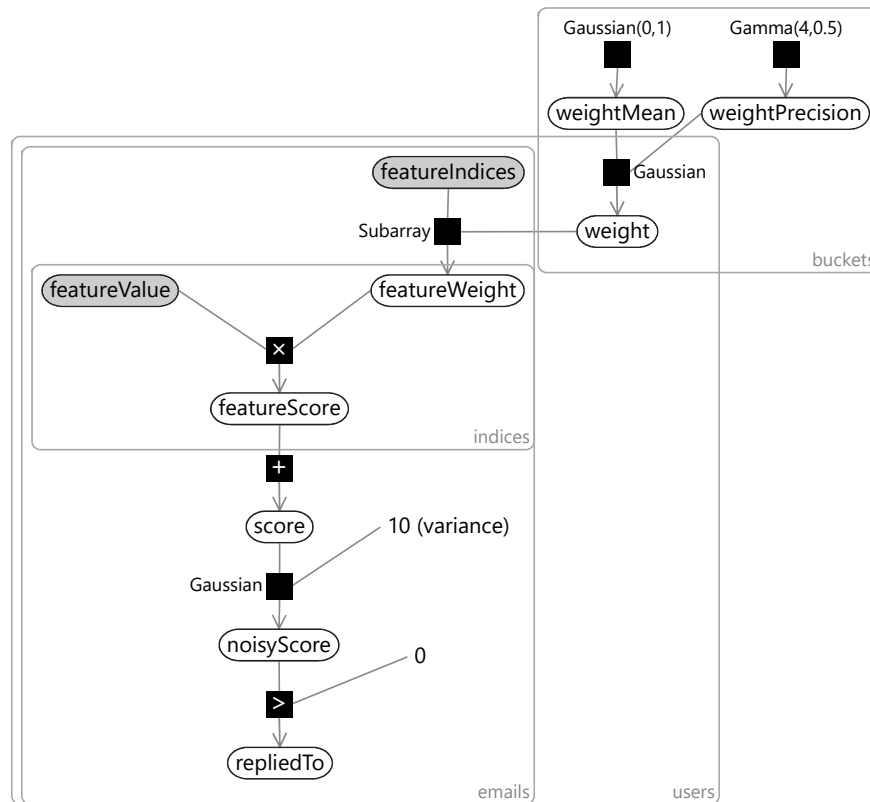 Gaussian(0,1) Gamma(4,0.5)
weightMean weightPrecision
featureIndices Gaussian
Subarray weight
buckets
featureValue featureWeight
×
featureScore
indices
+
score 10 (variance)
Gaussian
noisyScore
0
>
repliedTo
emails users